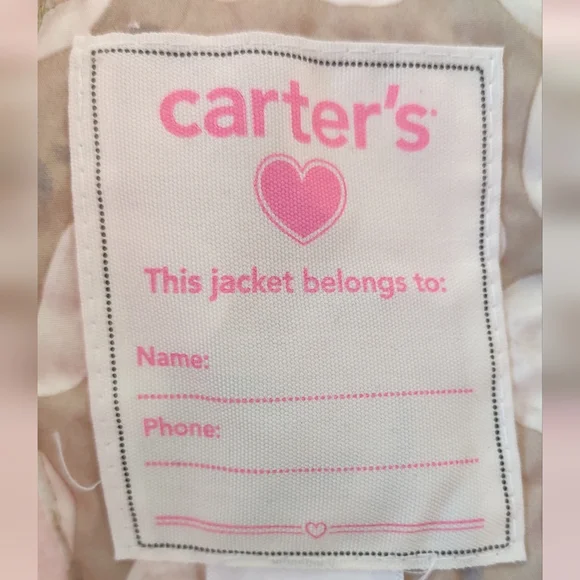 carter's
This jacket belongs to:
Name:
Phone: